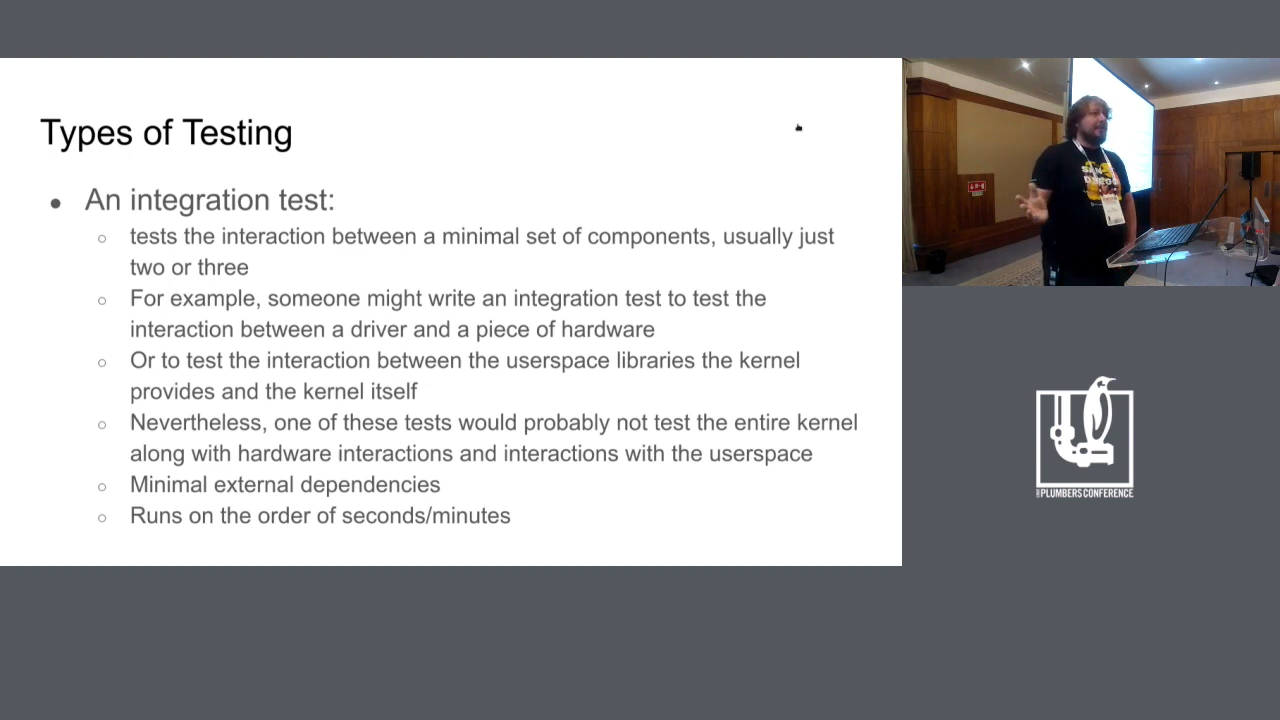 Types of Testing
● An integration test:
○ tests the interaction between a minimal set of components, usually just
two or three
○ For example, someone might write an integration test to test the
interaction between a driver and a piece of hardware
○ Or to test the interaction between the userspace libraries the kernel
provides and the kernel itself
○ Nevertheless, one of these tests would probably not test the entire kernel
along with hardware interactions and interactions with the userspace
○ Minimal external dependencies
○ Runs on the order of seconds/minutes
SAN
DIEGO
PLUMBERS CONFERENCE